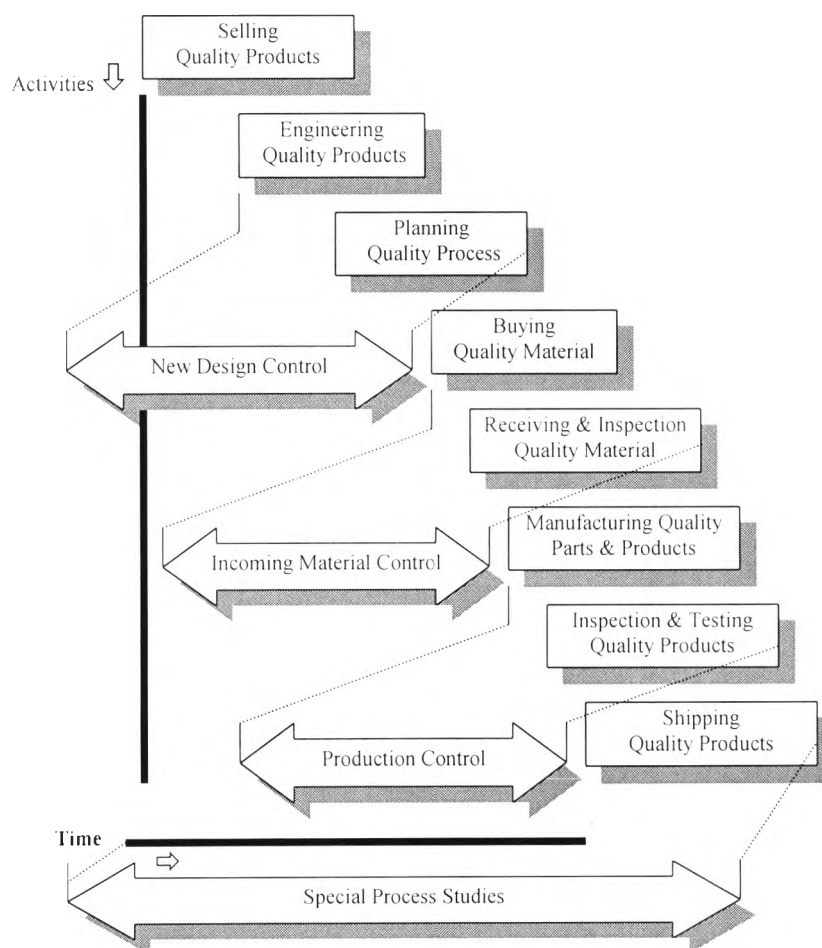 Selling
Quality Products
Activities
Engineering
Quality Products
Planning
Quality Process
Buying
Quality Material
New Design Control
Receiving & Inspection
Quality Material
Manufacturing Quality
Parts & Products
Incoming Material Control
Inspection & Testing
Quality Products
Shipping
Quality Products
Production Control
Time
Special Process Studies